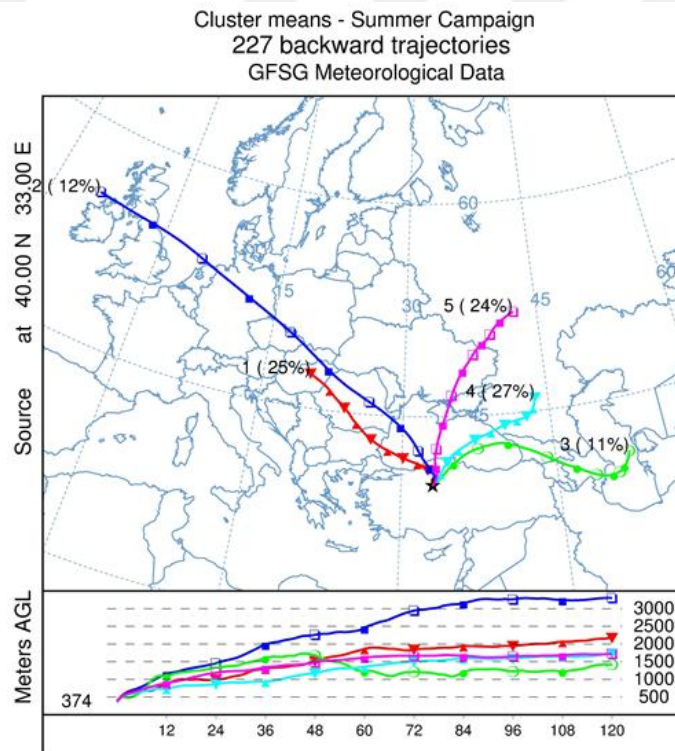 Cluster means - Summer Campaign
227 backward trajectories
GFSG Meteorological Data
Source at 40.00 N 33.00 E
2 ( 12%)
60
60
5
30
5 ( 24%)
45
1 ( 25%)
4 ( 27%)
5
3 ( 11%)
Meters AGL
3000
2500
2000
1500
1000
500
374
12 24 36 48 60 72 84 96 108 120